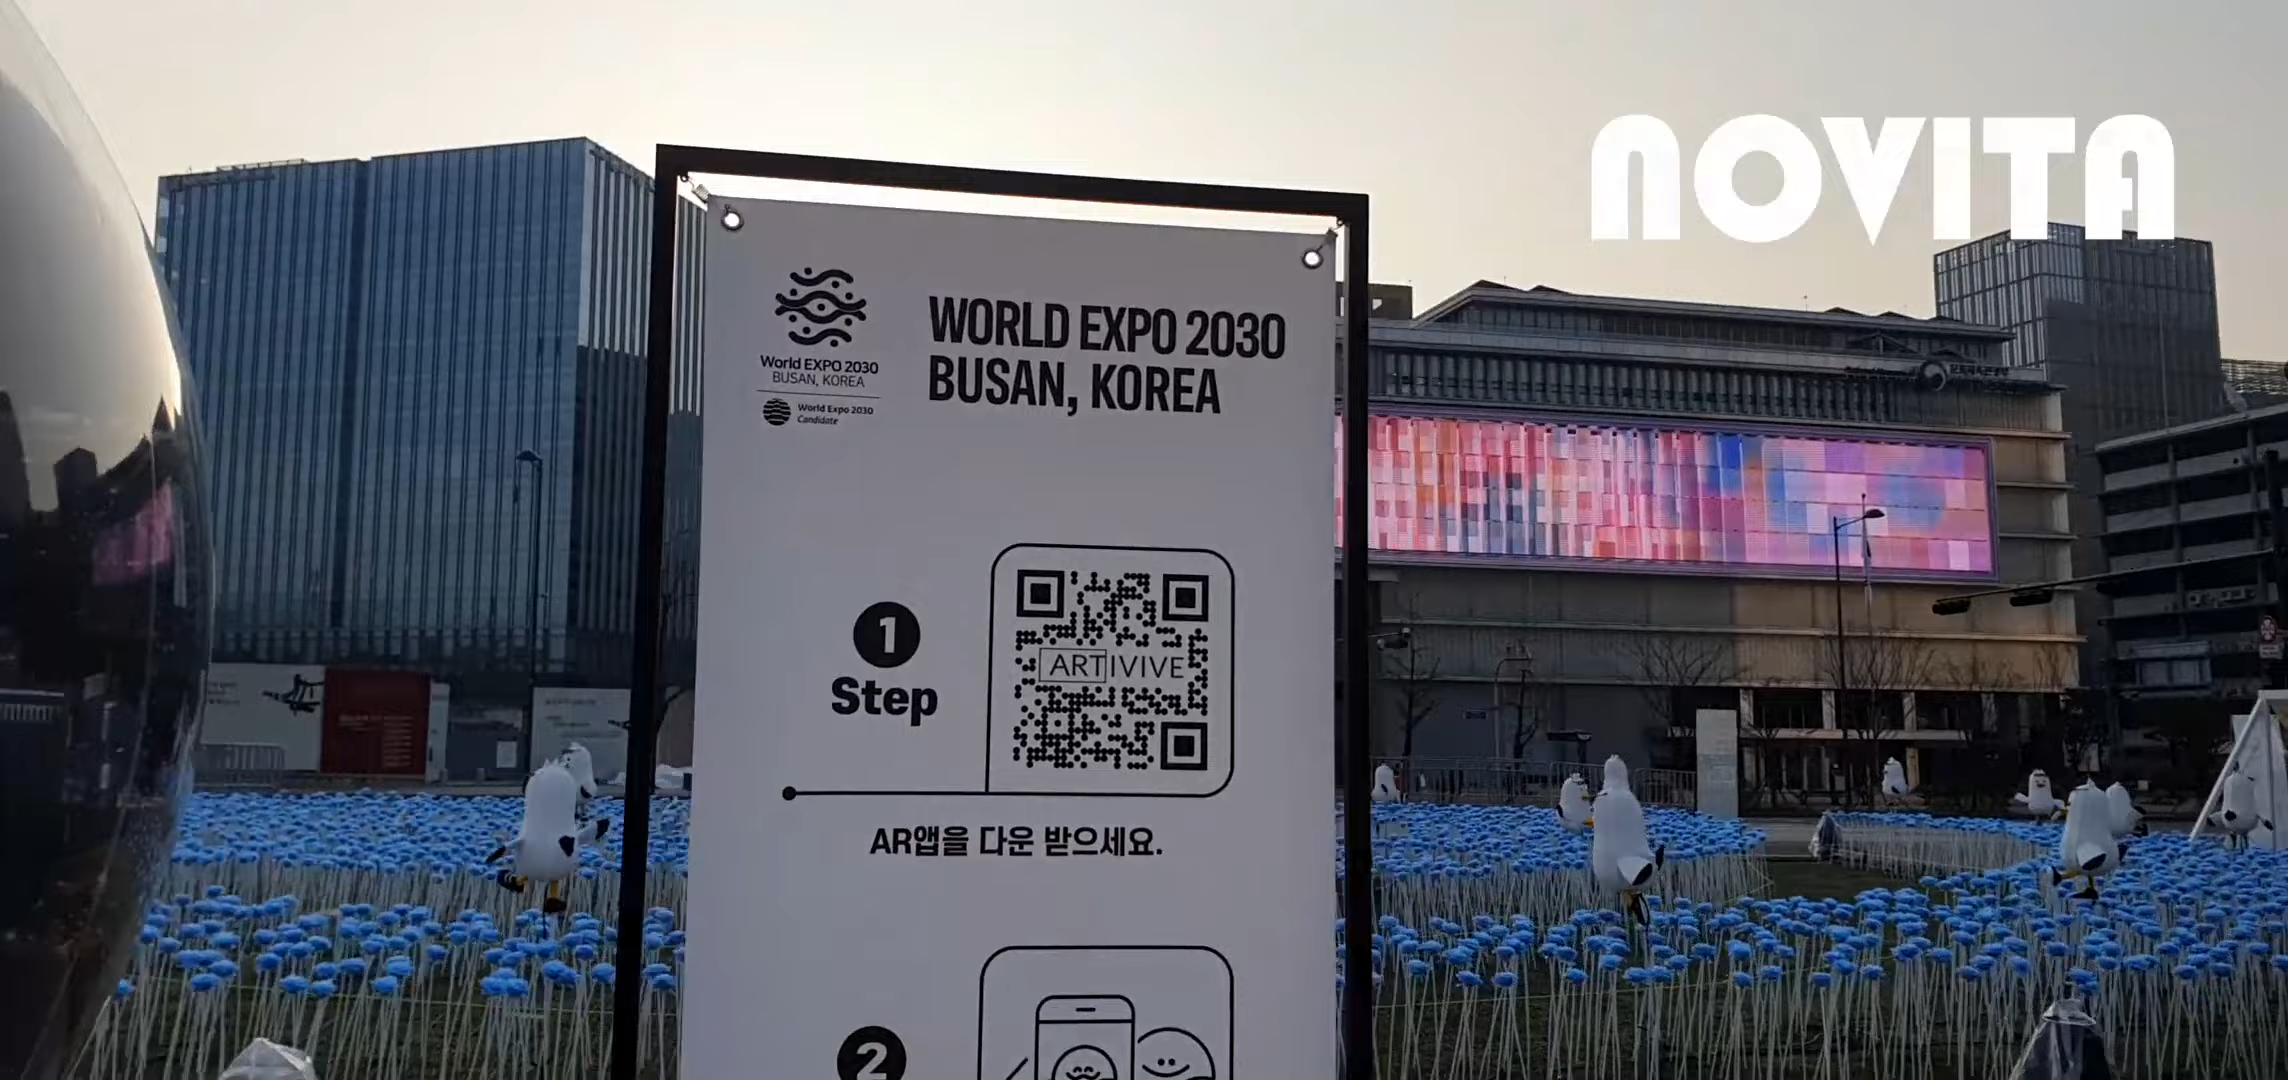 NOVITA
World EXPO 2030
BUSAN, KOREA
World Expo 2030
Candidate
WORLD EXPO 2030
BUSAN, KOREA
1
Step
ARTIVIVE
AR앱을 다운 받으세요.
2